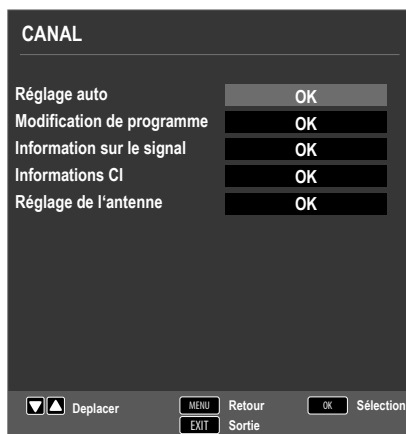 CANAL
Réglage auto OK
Modification de programme OK
Information sur le signal OK
Informations CI OK
Réglage de l‘antenne OK
Deplacer MENU Retour OK Sélection
EXIT Sortie